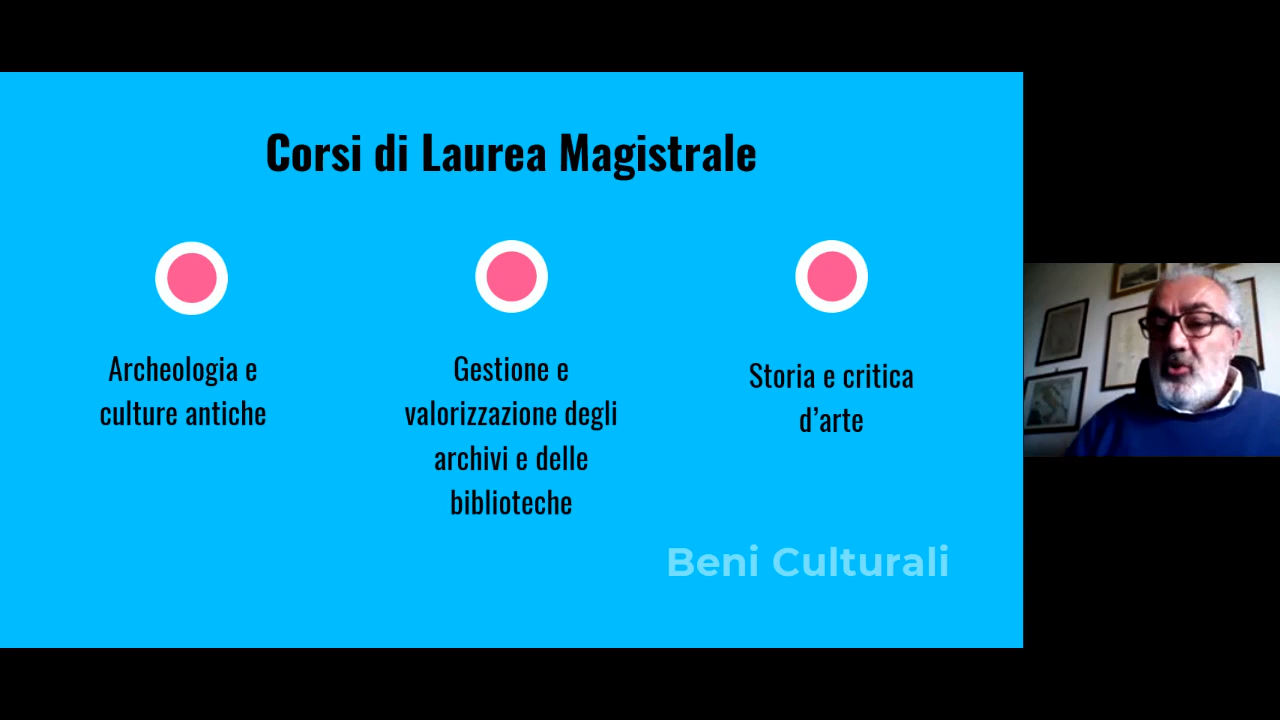 Corsi di Laurea Magistrale
Archeologia e
culture antiche
Gestione e
valorizzazione degli
archivi e delle
biblioteche
Storia e critica
d’arte
Beni Culturali